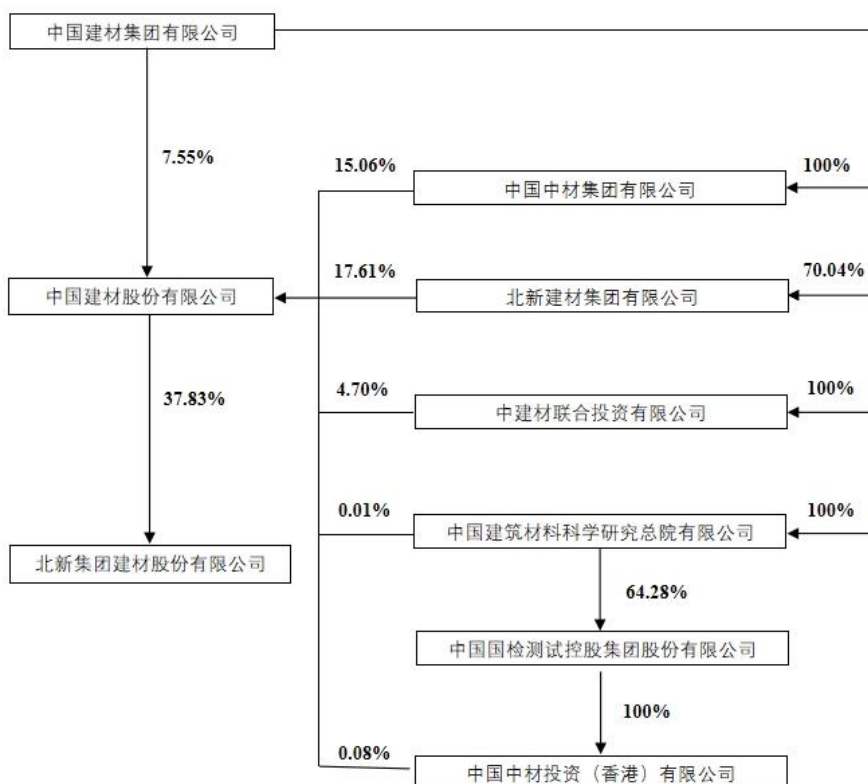 中国建材集团有限公司
7.55%
15.06%
100%
中国中材集团有限公司
17.61%
70.04%
中国建材股份有限公司
北新建材集团有限公司
37.83%
4.70%
100%
中建材联合投资有限公司
0.01%
100%
中国建筑材料科学研究总院有限公司
北新集团建材股份有限公司
64.28%
中国国检测试控股集团股份有限公司
100%
0.08%
中国中材投资（香港）有限公司